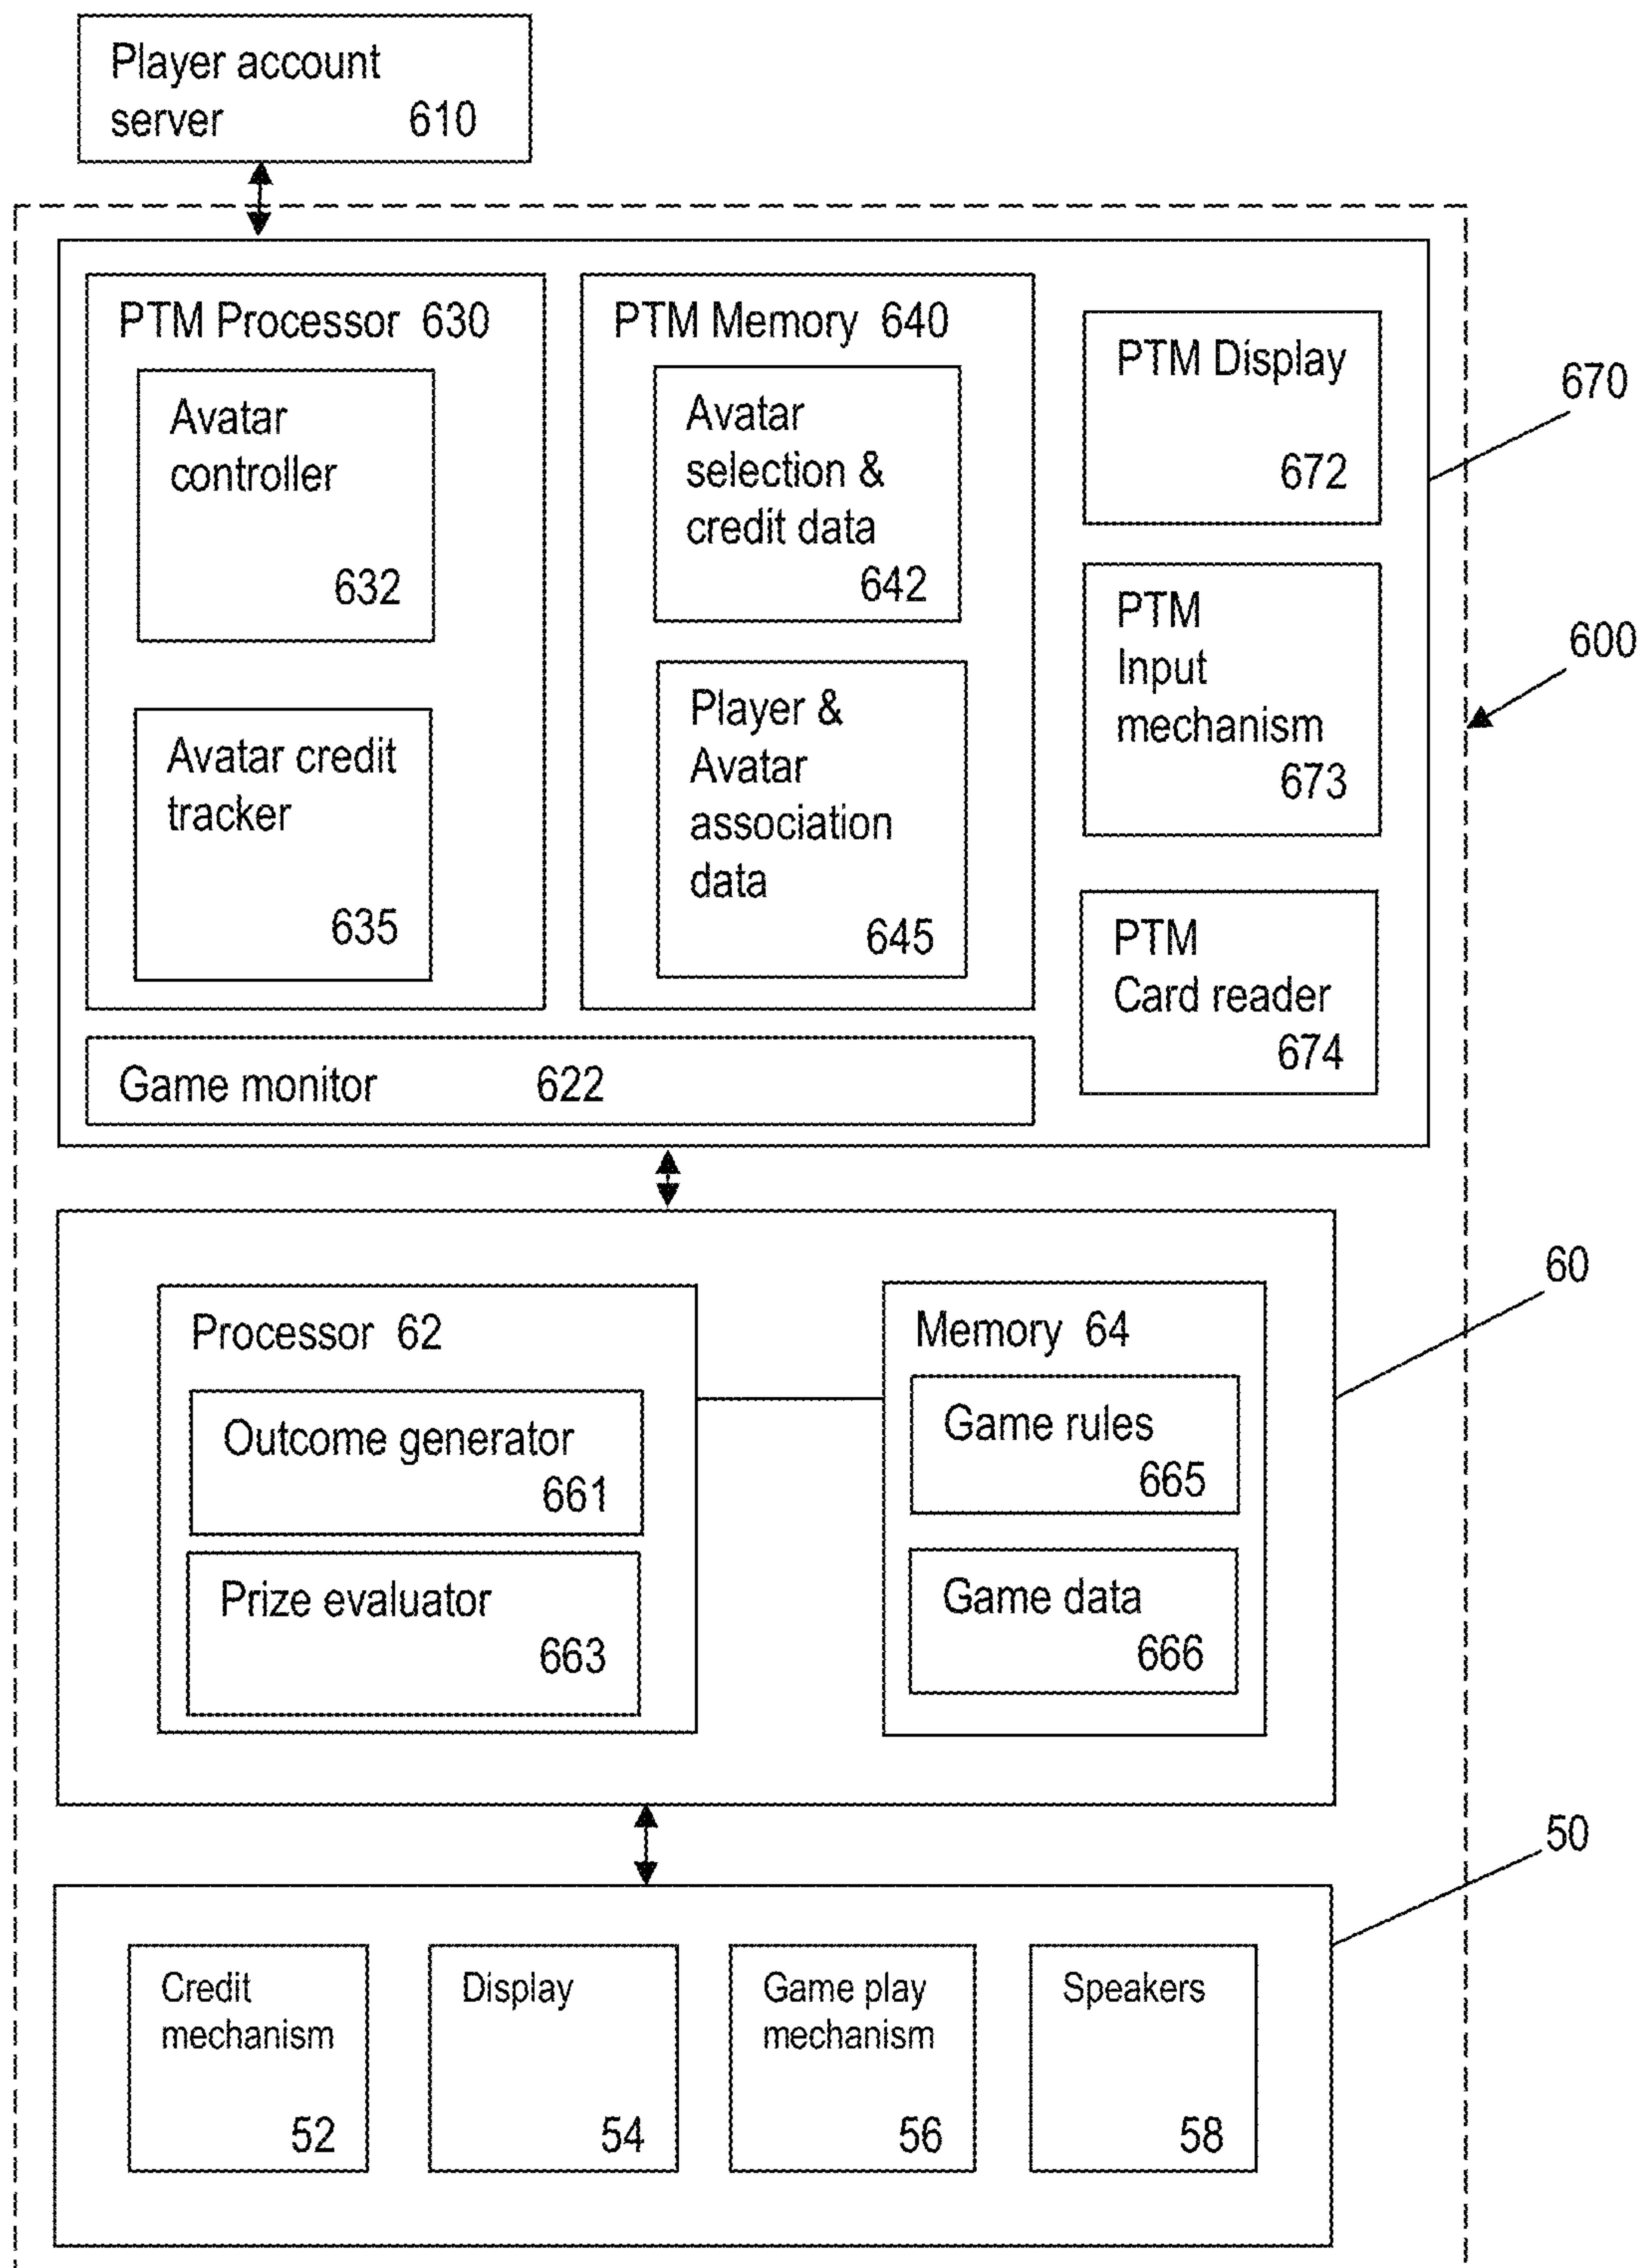 Player account
server 610
PTM Processor 630
Avatar
controller
632
Avatar credit
tracker
635
PTM Memory 640
Avatar
selection &
credit data
642
Player &
Avatar
association
data
645
PTM Display
672
PTM
Input
mechanism
673
PTM
Card reader
674
Game monitor 622
670
600
Processor 62
Outcome generator
661
Prize evaluator
663
Memory 64
Game rules
665
Game data
666
60
50
Credit
mechanism
52
Display
54
Game play
mechanism
56
Speakers
58